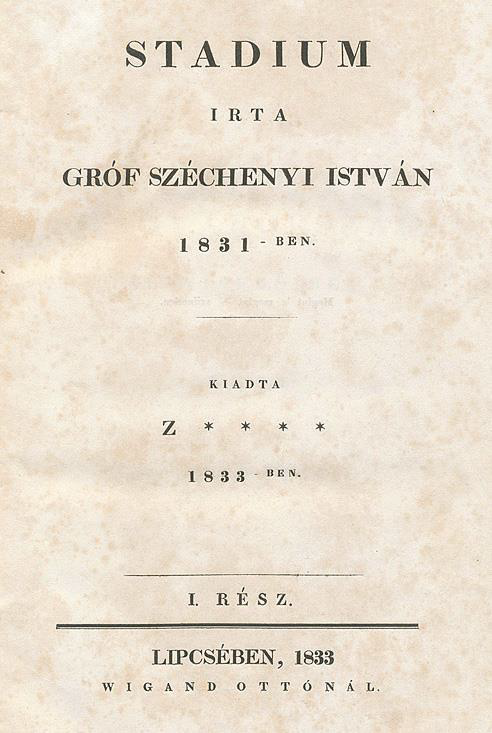 STADIUM
IRTA
GRÓF SZÉCHENYI ISTVÁN
1831-BEN.
KIADTA
Z * * * *
1833-BEN.
I. RÉSZ.
LIPCSÉBEN, 1833
WIGAND OTTÓNÁL.